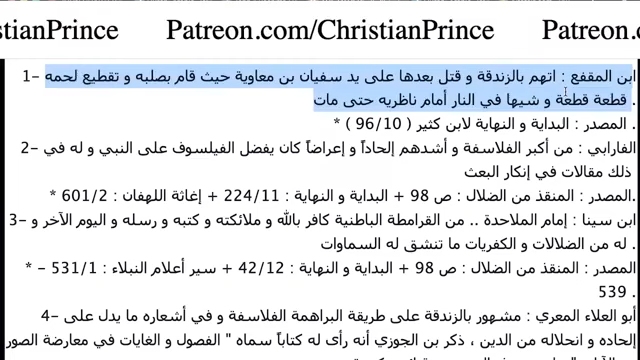 stianPrince Patreon.com/ChristianPrince Patreon.c
1- ابن المقفع : اتهم بالزندقة و قتل بعدها على يد سفيان بن معاوية حيث قام بصلبه و تقطيع لحمه
قطعة قطعة و شيها في النار أمام ناظريه حتى مات .
* المصدر : البداية و النهاية لابن كثير ( 96/10 ) .
2- الفارابي : من أكبر الفلاسفة و أشدهم إلحاداً و إعراضاً كان يفضل الفيلسوف على النبي و له في
ذلك مقالات في إنكار البعث
* المصدر : المنقذ من الضلال : ص 98 + البداية و النهاية : 224/11 + إغاثة اللهفان : 601/2.
3- ابن سينا : إمام الملاحدة .. من القرامطة الباطنية كافر بالله و ملائكته و كتبه و رسله و اليوم الآخر و
له من الضلالات و الكفريات ما تنشق له السماوات .
* المصدر : المنقذ من الضلال : ص 98 + البداية و النهاية : 42/12 + سير أعلام النبلاء : 531/1 –
539 .
4- أبو العلاء المعري : مشهور بالزندقة على طريقة البراهمة الفلاسفة و في أشعاره ما يدل على
إلحاده و انحلاله من الدين ، ذكر بن الجوزي أنه رأى له كتاباً سماه " الفصول و الغايات في معارضة الصور